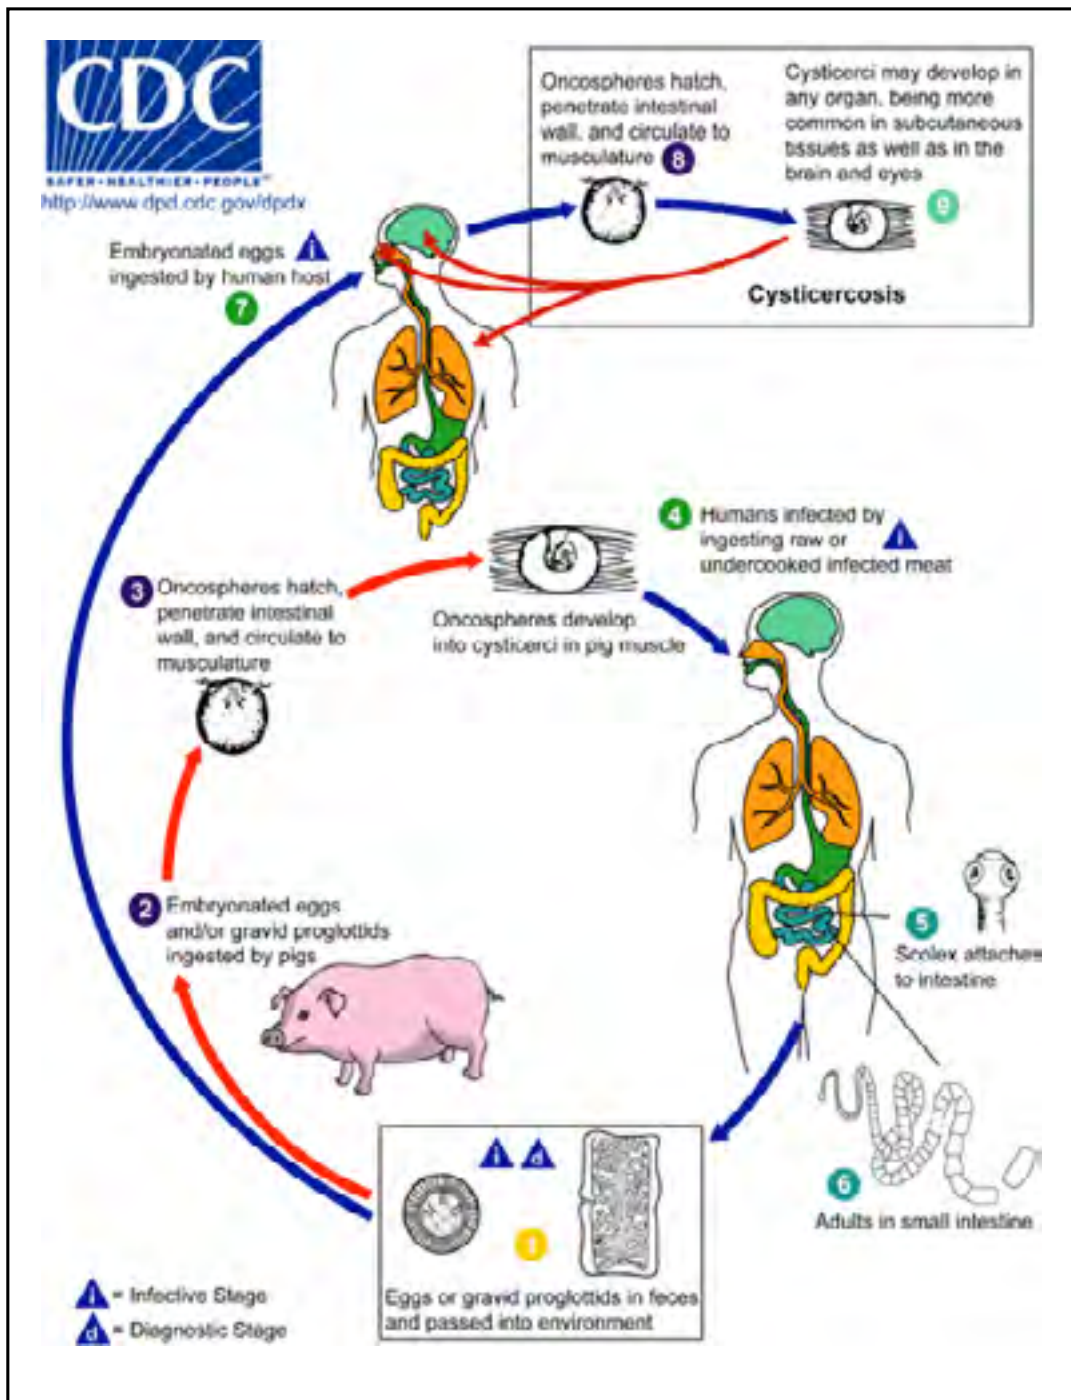 CDC
SAFER • HEALTHIER • PEOPLE™
http://www.dpd.cdc.gov/dpdx
Oncospheres hatch,
penetrate intestinal
wall, and circulate to
musculature 8
Cysticerci may develop in
any organ, being more
common in subcutaneous
tissues as well as in the
brain and eyes
9
Cysticercosis
Embryonated eggs i
ingested by human host
7
4 Humans infected by
ingesting raw or i
undercooked infected meat
3 Oncospheres hatch,
penetrate intestinal
wall, and circulate to
musculature
Oncospheres develop
into cysticerci in pig muscle
2 Embryonated eggs
and/or gravid proglottids
ingested by pigs
5
Scolex attaches
to intestine
6
Adults in small intestine
i d
1
Eggs or gravid proglottids in feces
and passed into environment
i = Infective Stage
d = Diagnostic Stage